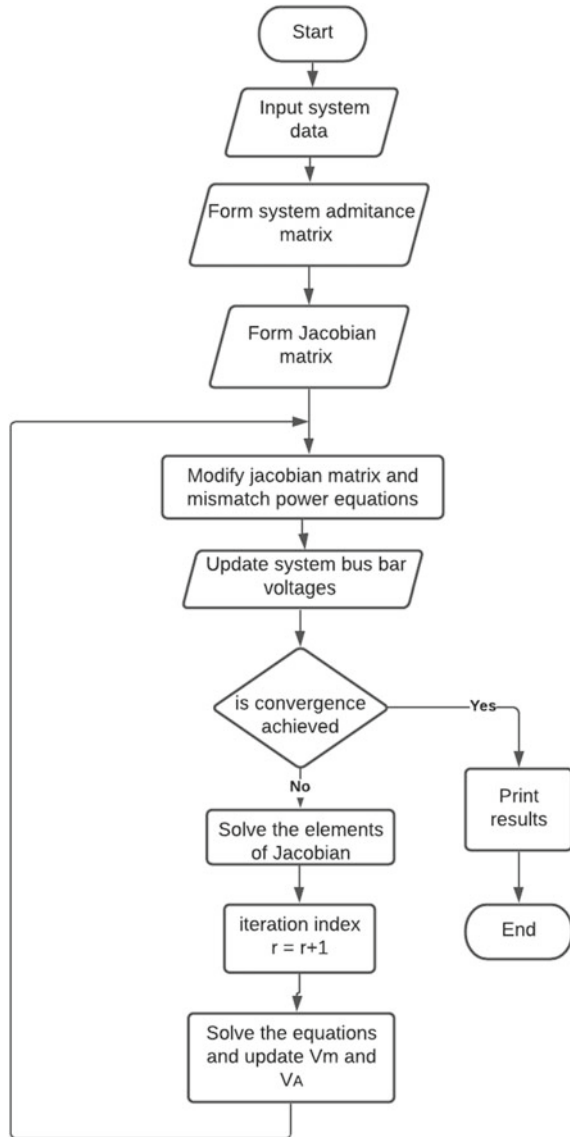 Start
Input system
data
Form system admitance
matrix
Form Jacobian
matrix
Modify jacobian matrix and
mismatch power equations
Update system bus bar
voltages
is convergence
achieved
Yes
No
Print
results
Solve the elements
of Jacobian
End
iteration index
r = r+1
Solve the equations
and update Vm and
VA